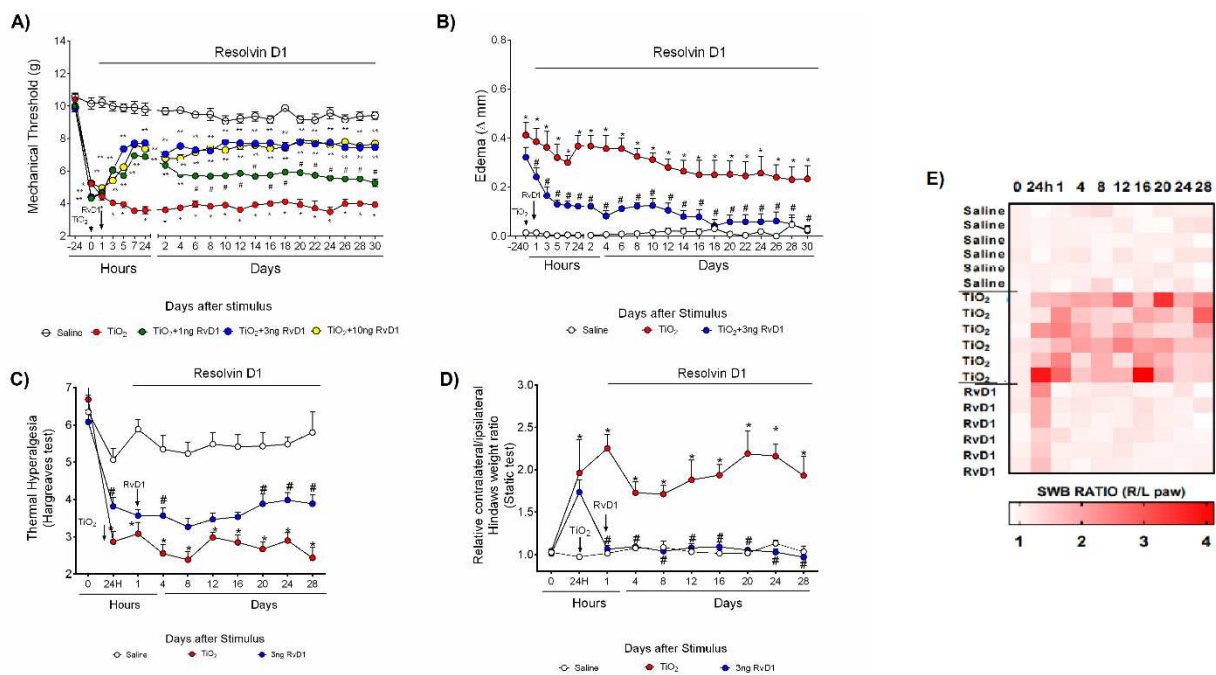 A)
Resolvin D1
Mechanical Threshold (g)
12
10
8
6
4
2
RvD1
TiO₂
-24 0 1 3 5 7 24 2 4 6 8 10 12 14 16 18 20 22 24 26 28 30
Hours Days
Days after stimulus
Saline TiO₂ TiO₂+1ng RvD1 TiO₂+3ng RvD1 TiO₂+10ng RvD1
B)
Resolvin D1
Edema (Δ mm)
0.8
0.6
0.4
0.2
0.0
RvD1
TiO₂
-24 0 1 3 5 7 24 2 4 6 8 10 12 14 16 18 20 22 24 26 28 30
Hours Days
Days after Stimulus
Saline TiO₂ TiO₂+3ng RvD1
C)
Resolvin D1
Thermal Hyperalgesia
(Hargreaves test)
7
6
5
4
3
2
RvD1
TiO₂
0 24H 1 4 8 12 16 20 24 28
Hours Days
Days after Stimulus
Saline TiO₂ 3ng RvD1
D)
Resolvin D1
Relative contralateral/ipsilateral
Hindaws weight ratio
(Static test)
3.0
2.5
2.0
1.5
1.0
RvD1
TiO₂
0 24H 1 4 8 12 16 20 24 28
Hours Days
Days after Stimulus
Saline TiO₂ 3ng RvD1
E)
0 24h 1 4 8 12 16 20 24 28
Saline
Saline
Saline
Saline
Saline
Saline
TiO₂
TiO₂
TiO₂
TiO₂
TiO₂
TiO₂
RvD1
RvD1
RvD1
RvD1
RvD1
RvD1
SWB RATIO (R/L paw)
1 2 3 4